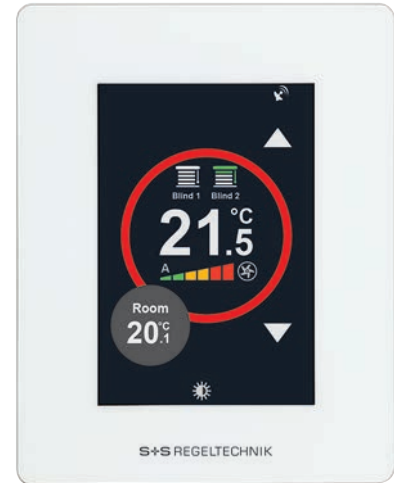 Blind 1 Blind 2
21.5 °C
A
Room
20.1 °C
S+S REGELTECHNIK